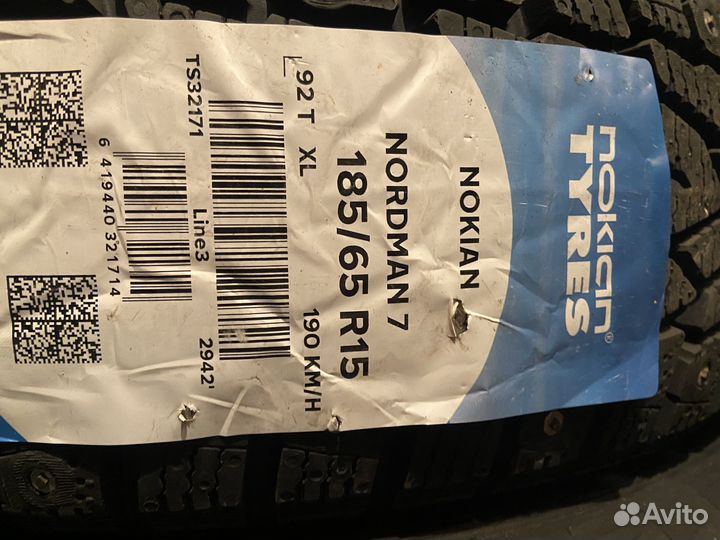 nokian®
TYRES
NOKIAN
NORDMAN 7
185/65 R15
92 T XL 190 KM/H
TS32171 Line3 2942'
6 419440 321714
Avito